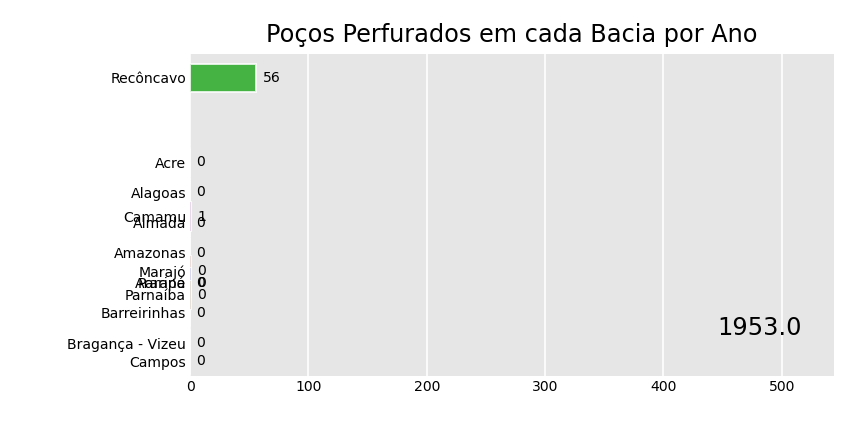 Poços Perfurados em cada Bacia por Ano
Recôncavo 56
Acre 0
Alagoas 0
Camamu 1
Almada 0
Amazonas 0
Marajó 0
0
Parnaíba 0
Barreirinhas 0
1953.0
Bragança - Vizeu 0
Campos 0
0 100 200 300 400 500